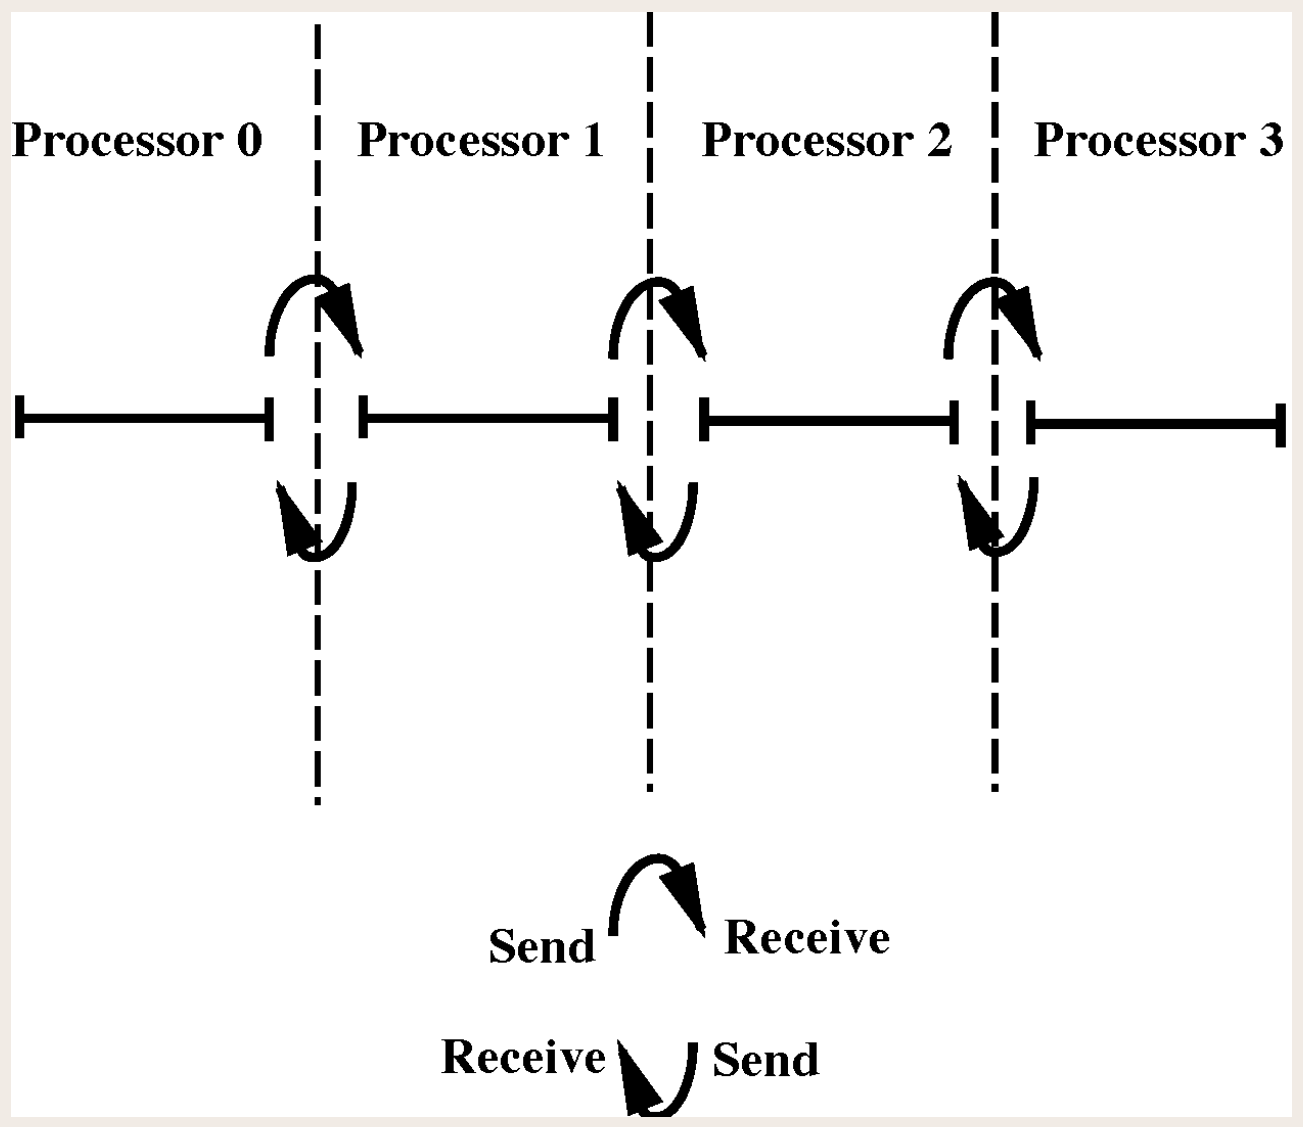 Processor 0 Processor 1 Processor 2 Processor 3
Send Receive
Receive Send